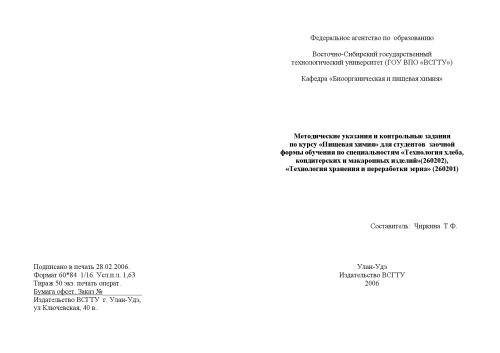 Федеральное агентство по образованию
Восточно-Сибирский государственный
технологический университет (ГОУ ВПО «ВСГТУ»)
Кафедра «Биоорганическая и пищевая химия»
Методические указания и контрольные задания
по курсу «Пищевая химия» для студентов заочной
формы обучения по специальностям «Технология хлеба,
кондитерских и макаронных изделий»(260202),
«Технология хранения и переработки зерна» (260201)
Составитель: Чиркина Т.Ф.
Улан-Удэ
Издательство ВСГТУ
2006
Подписано в печать 28.02.2006.
Формат 60*84 1/16. Усл.п.л. 1,63
Тираж 50 экз. печать операт.
Бумага офсет. Заказ №
Издательство ВСГТУ г. Улан-Удэ,
ул Ключевская, 40 в..